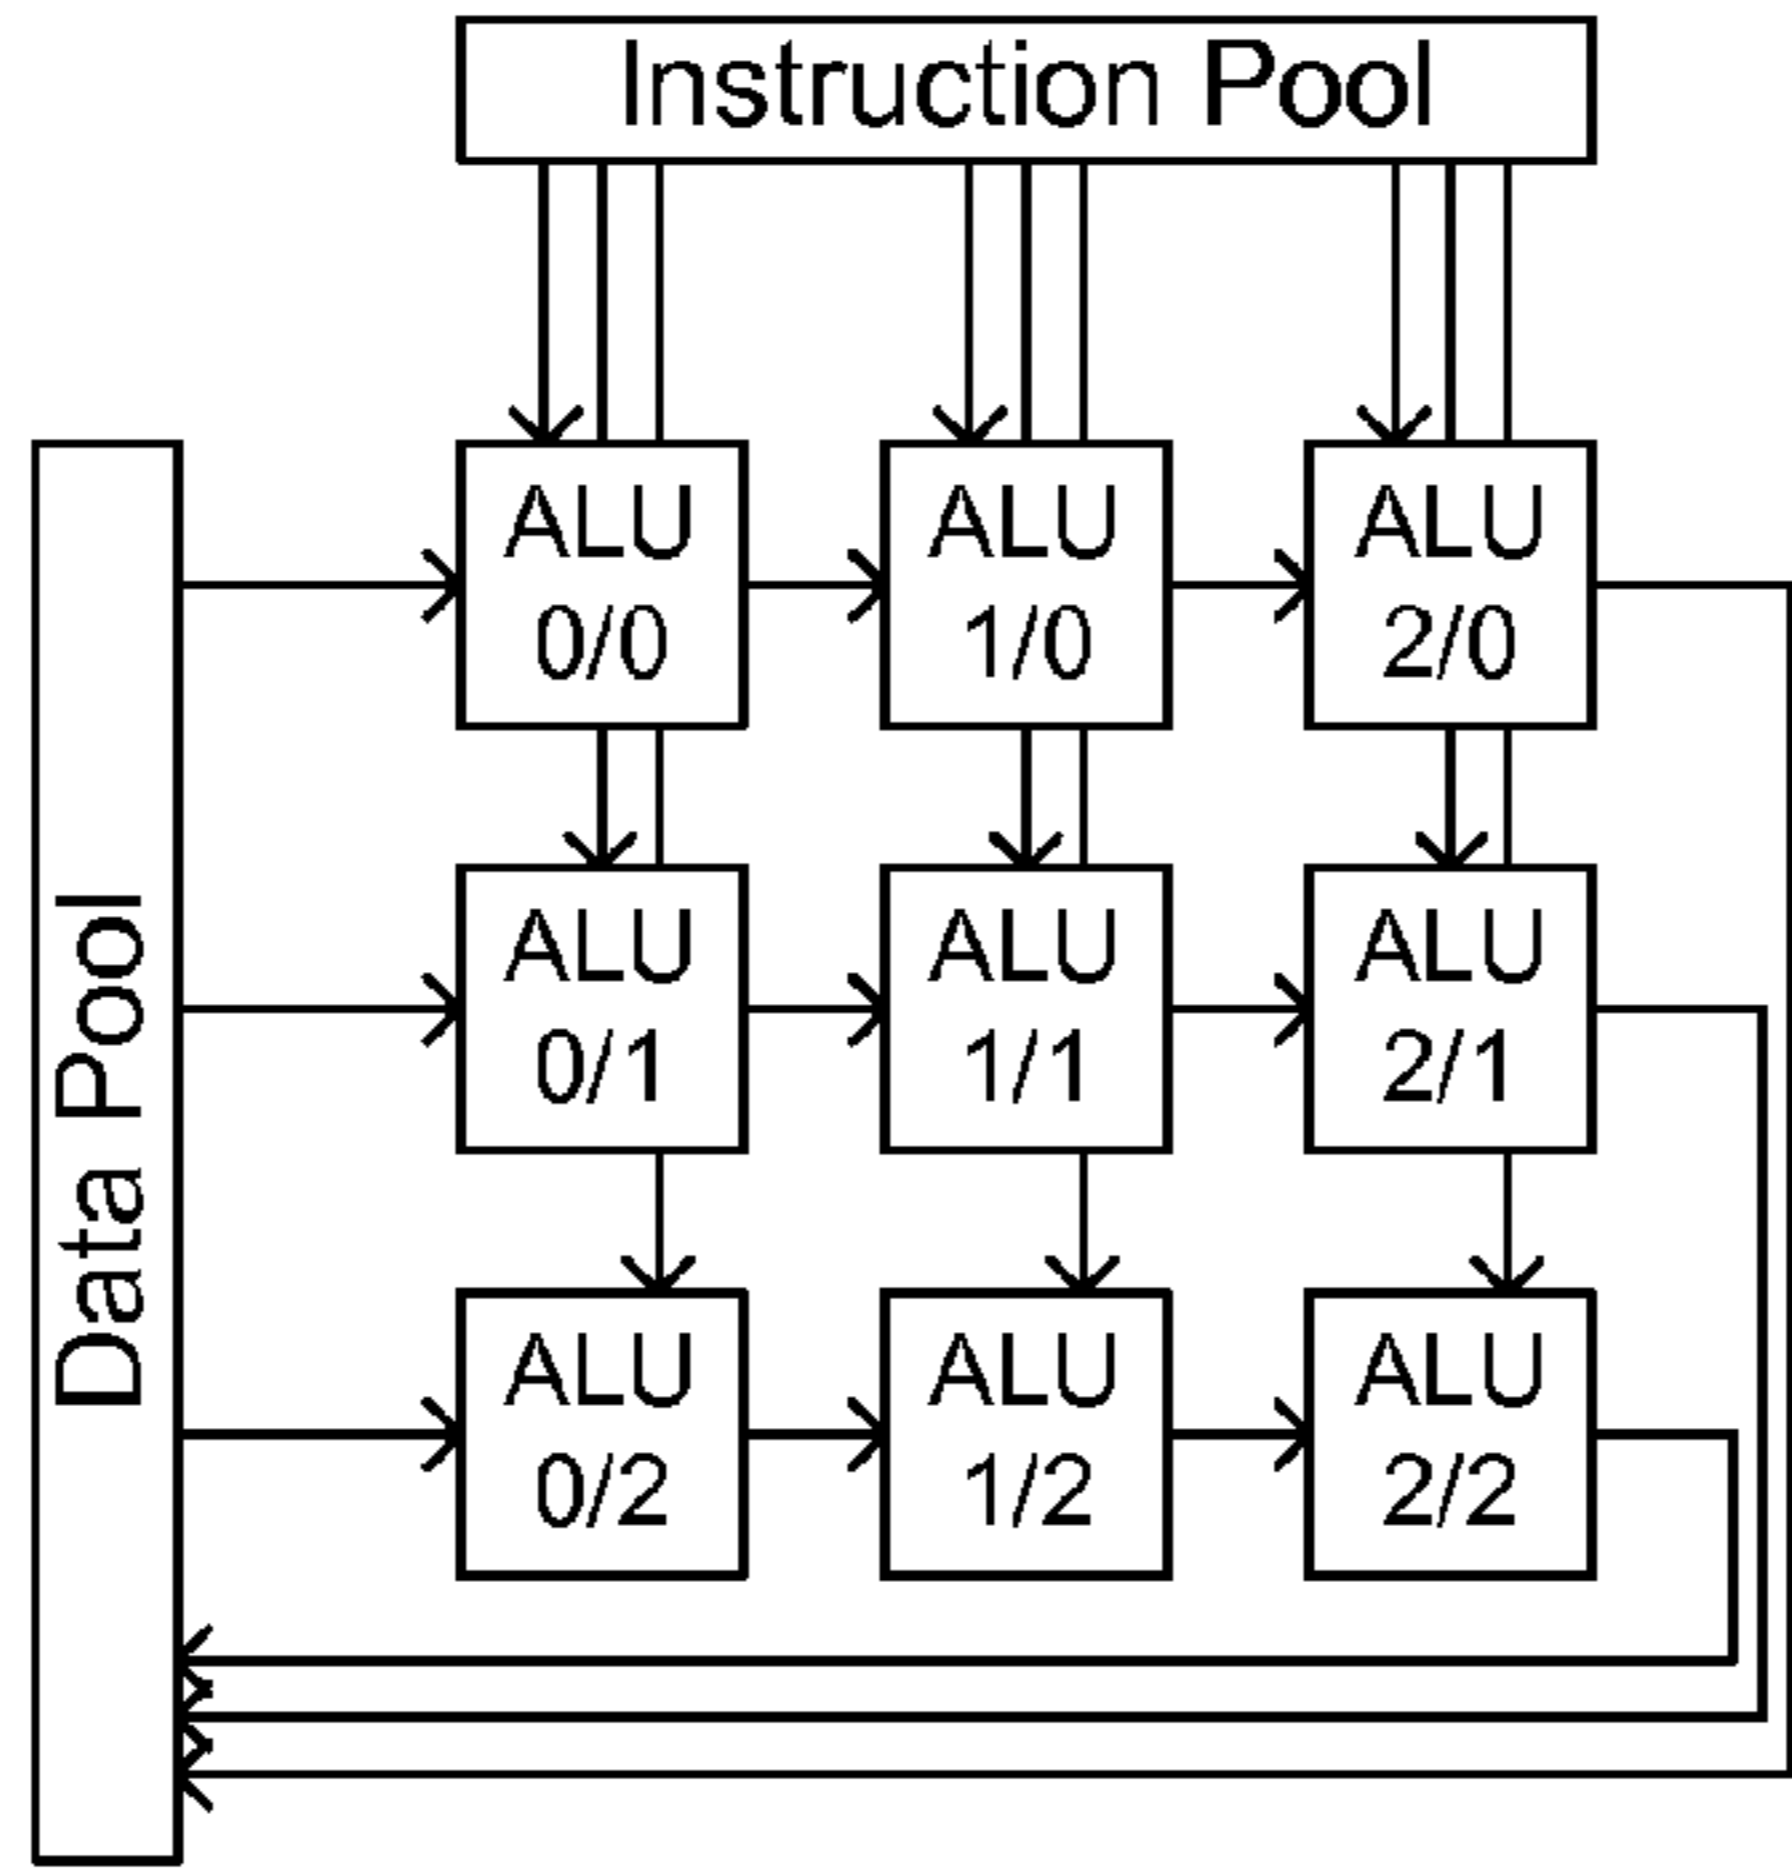 Instruction Pool
Data Pool
ALU
0/0
ALU
1/0
ALU
2/0
ALU
0/1
ALU
1/1
ALU
2/1
ALU
0/2
ALU
1/2
ALU
2/2